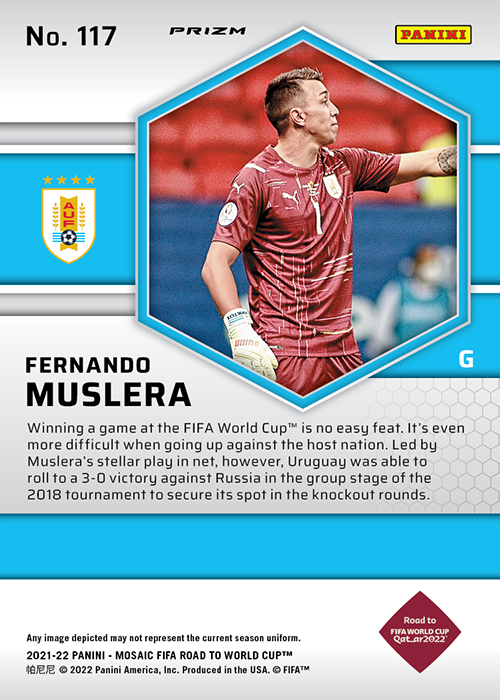 No. 117
PRIZM
PANINI
AUF
1
FERNANDO
MUSLERA
G
Winning a game at the FIFA World Cup™ is no easy feat. It's even
more difficult when going up against the host nation. Led by
Muslera's stellar play in net, however, Uruguay was able to
roll to a 3-0 victory against Russia in the group stage of the
2018 tournament to secure its spot in the knockout rounds.
Any image depicted may not represent the current season uniform.
2021-22 PANINI - MOSAIC FIFA ROAD TO WORLD CUP™
帕尼尼 © 2022 Panini America, Inc. Produced in the USA. © FIFA™
Road to
FIFA WORLD CUP
Qatar2022